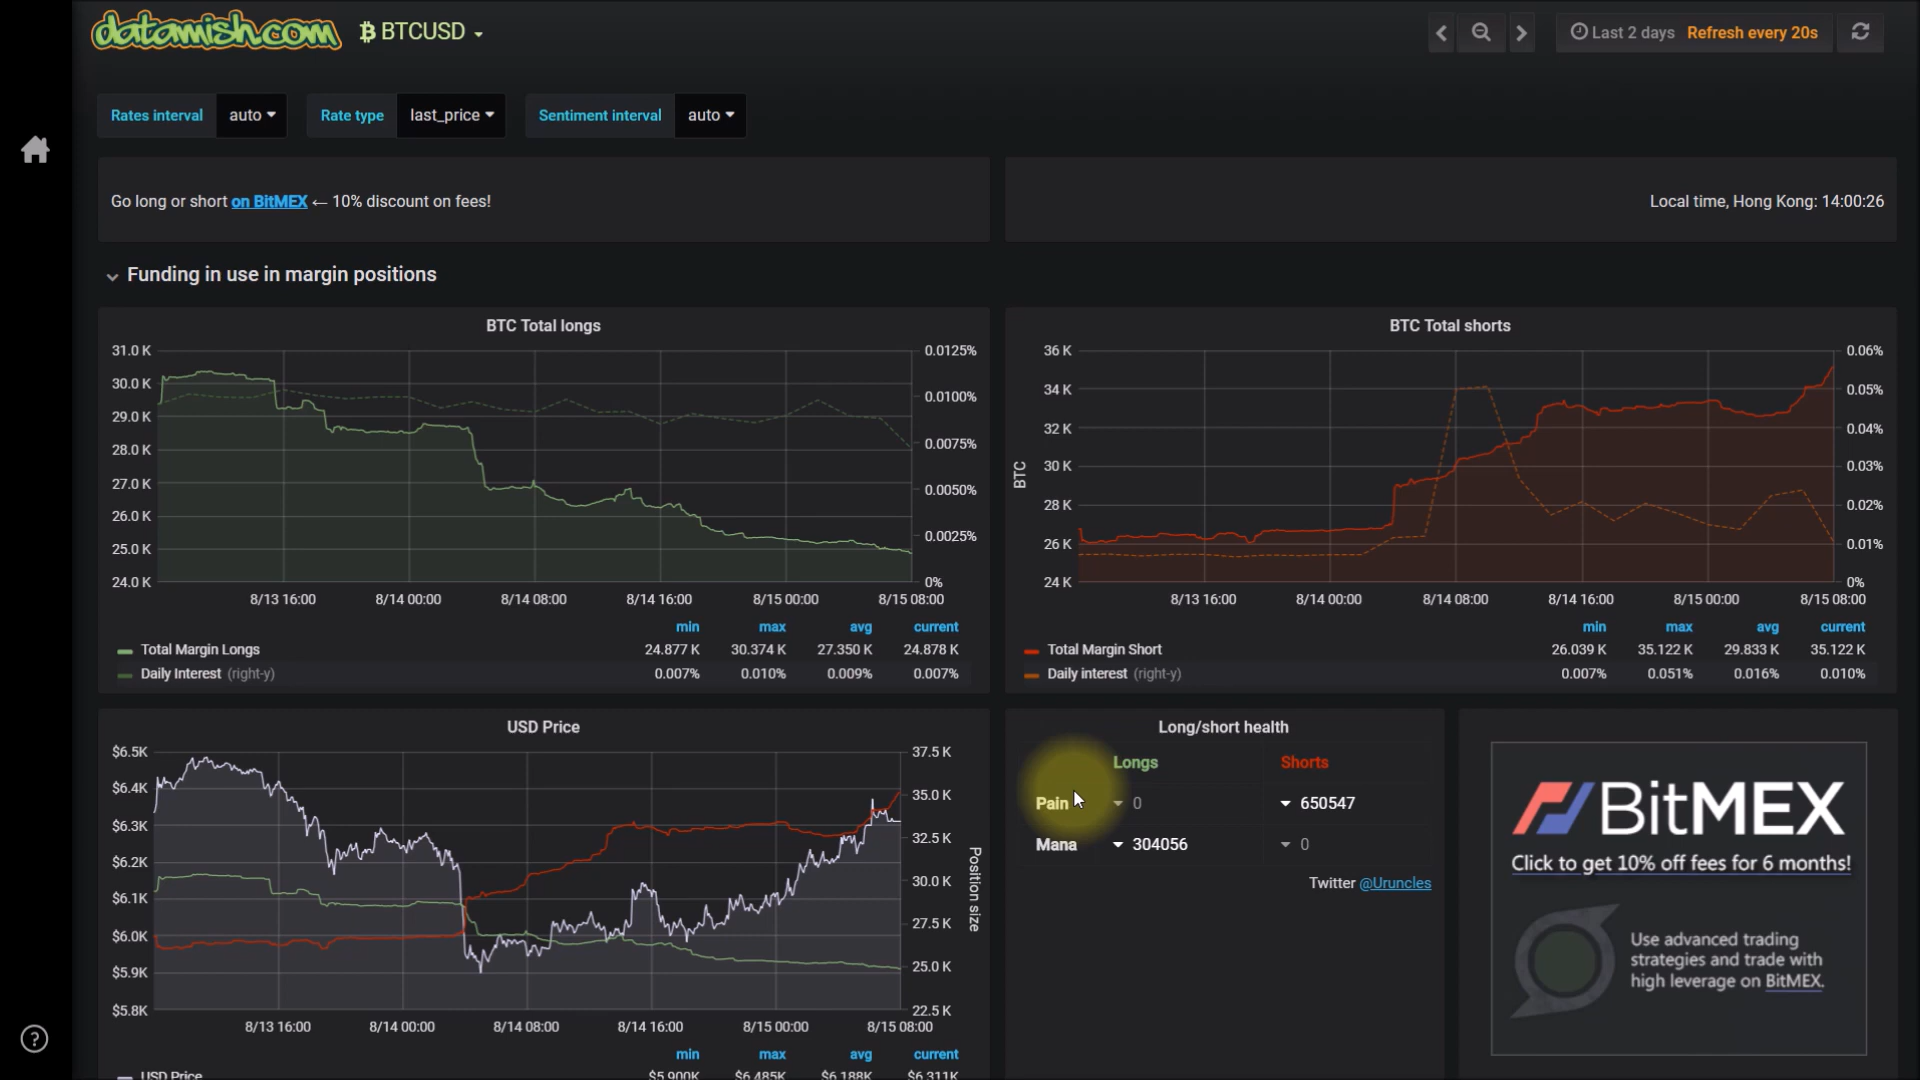 datamish.com
BTCUSD
Last 2 days Refresh every 20s
Rates interval auto Rate type last_price Sentiment interval auto
Go long or short on BitMEX ← 10% discount on fees!
Local time, Hong Kong: 14:00:26
Funding in use in margin positions
BTC Total longs
31.0 K
30.0 K
29.0 K
28.0 K
27.0 K
26.0 K
25.0 K
24.0 K
0.0125%
0.0100%
0.0075%
0.0050%
0.0025%
0%
8/13 16:00 8/14 00:00 8/14 08:00 8/14 16:00 8/15 00:00 8/15 08:00
min max avg current
Total Margin Longs 24.877 K 30.374 K 27.350 K 24.878 K
Daily Interest (right-y) 0.007% 0.010% 0.009% 0.007%
BTC Total shorts
BTC
36 K
34 K
32 K
30 K
28 K
26 K
24 K
0.06%
0.05%
0.04%
0.03%
0.02%
0.01%
0%
8/13 16:00 8/14 00:00 8/14 08:00 8/14 16:00 8/15 00:00 8/15 08:00
min max avg current
Total Margin Short 26.039 K 35.122 K 29.833 K 35.122 K
Daily interest (right-y) 0.007% 0.051% 0.016% 0.010%
USD Price
$6.5K
$6.4K
$6.3K
$6.2K
$6.1K
$6.0K
$5.9K
$5.8K
37.5 K
35.0 K
32.5 K
30.0 K
27.5 K
25.0 K
22.5 K
Position size
8/13 16:00 8/14 00:00 8/14 08:00 8/14 16:00 8/15 00:00 8/15 08:00
min max avg current
USD Price $5.900K $6.485K $6.188K $6.311K
Long/short health
Longs Shorts
Pain 0 650547
Mana 304056 0
Twitter @Uruncles
BitMEX
Click to get 10% off fees for 6 months!
Use advanced trading
strategies and trade with
high leverage on BitMEX.
?